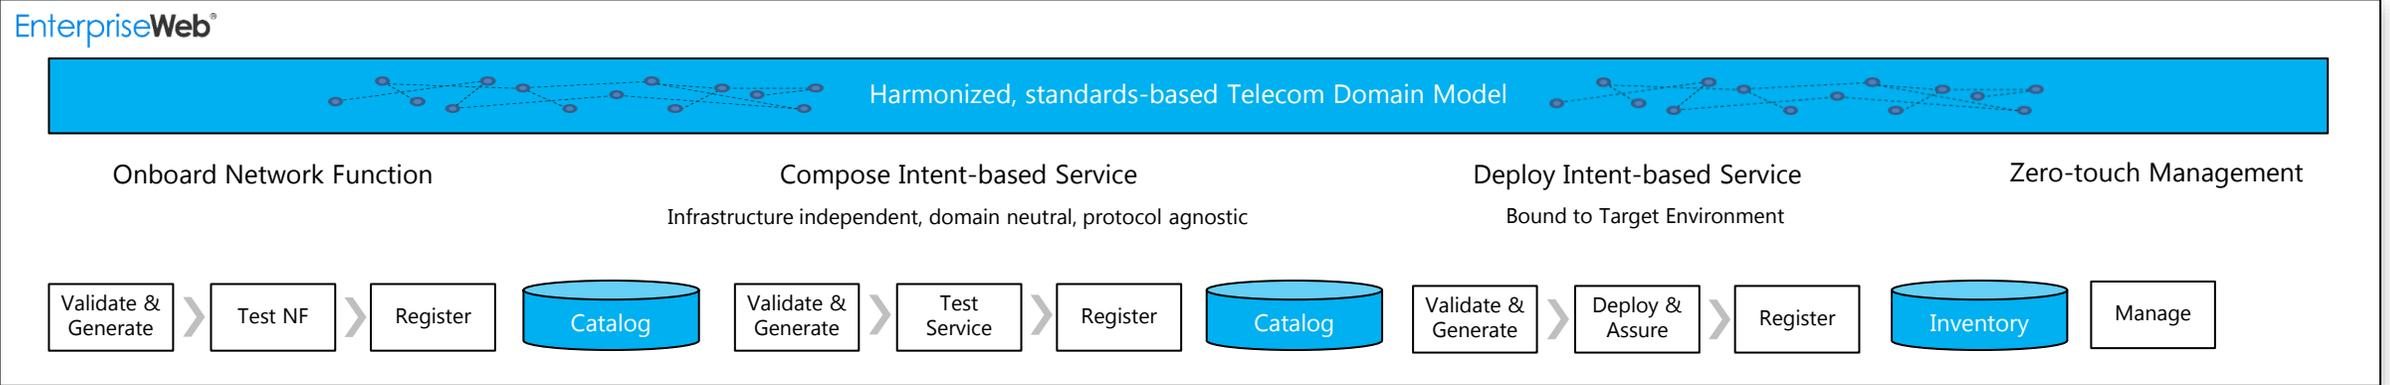 EnterpriseWeb®
Harmonized, standards-based Telecom Domain Model
Onboard Network Function
Compose Intent-based Service
Infrastructure independent, domain neutral, protocol agnostic
Deploy Intent-based Service
Bound to Target Environment
Zero-touch Management
Validate &
Generate
Test NF
Register
Catalog
Validate &
Generate
Test
Service
Register
Catalog
Validate &
Generate
Deploy &
Assure
Register
Inventory
Manage